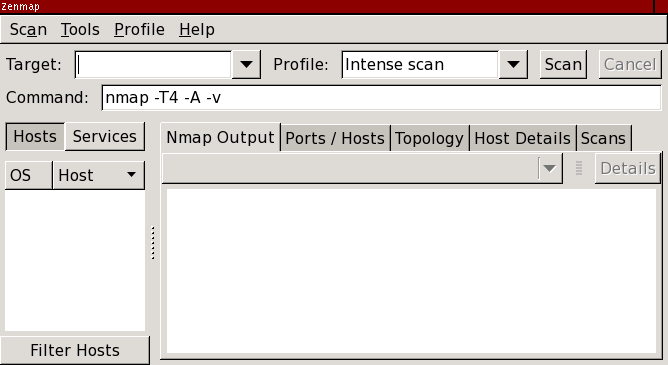 Zenmap
Scan Tools Profile Help
Target: Profile: Intense scan Scan Cancel
Command: nmap -T4 -A -v
Hosts Services Nmap Output Ports / Hosts Topology Host Details Scans
OS Host Details
Filter Hosts